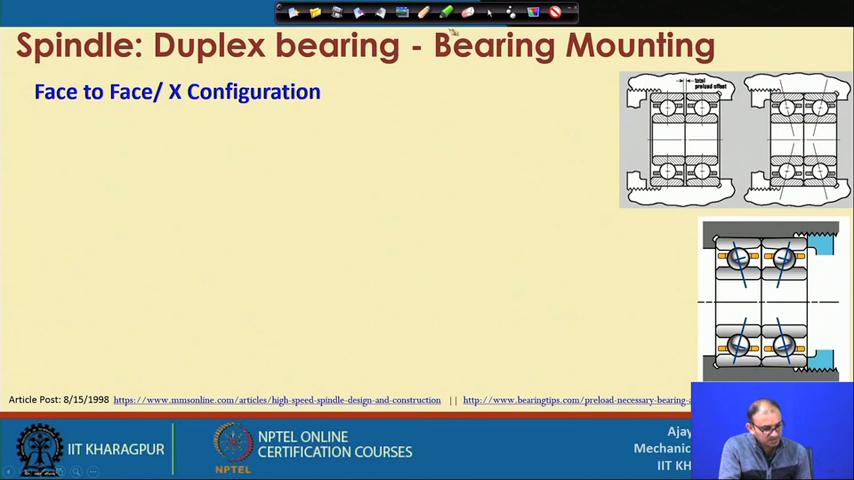 Spindle: Duplex bearing - Bearing Mounting
Face to Face/ X Configuration
total
preload offset
Article Post: 8/15/1998 https://www.mmsonline.com/articles/high-speed-spindle-design-and-construction || http://www.bearingtips.com/preload-necessary-bearing-
IIT KHARAGPUR
NPTEL
NPTEL ONLINE
CERTIFICATION COURSES
Ajay
Mechanic
IIT KH